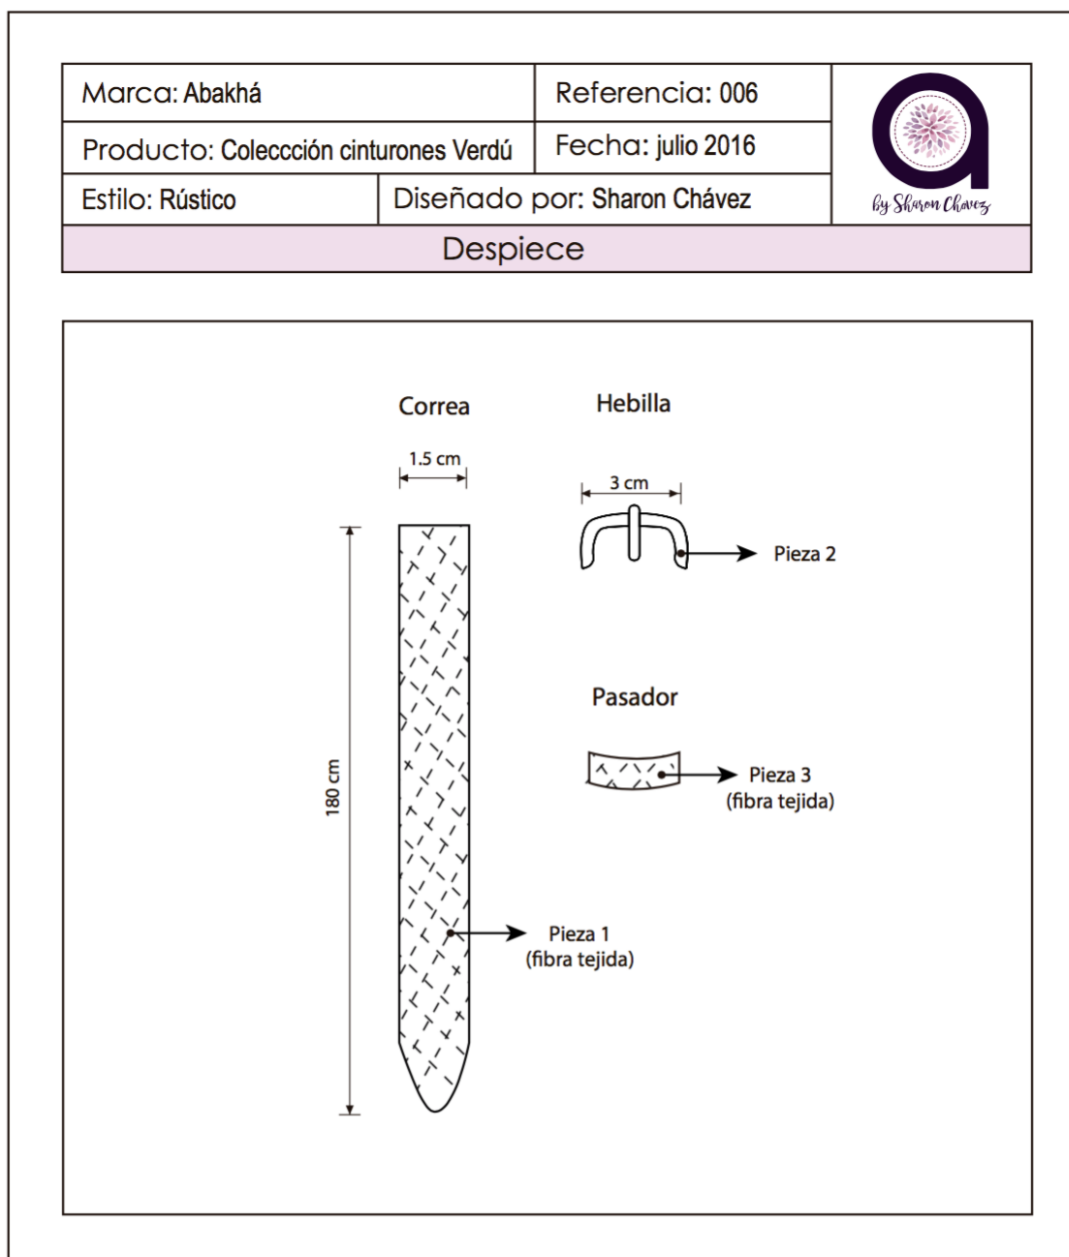 Marca: Abakhá
Referencia: 006
Producto: Coleccción cinturones Verdú
Fecha: julio 2016
Estilo: Rústico
Diseñado por: Sharon Chávez
by Sharon Chavez
Despiece
Correa
Hebilla
1.5 cm
3 cm
Pieza 2
Pasador
180 cm
Pieza 3
(fibra tejida)
Pieza 1
(fibra tejida)